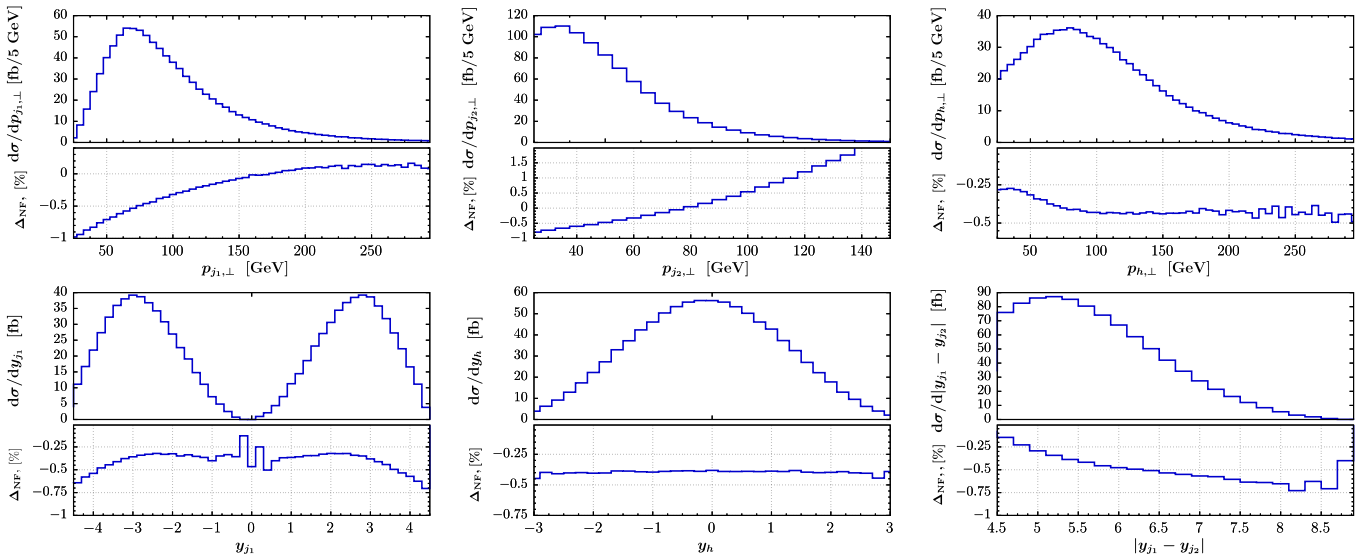 dσ/dp_{j₁,⊥} [fb/5 GeV]
60
50
40
30
20
10
0
Δ_NF, [%]
0
−0.5
−1
50 100 150 200 250
p_{j₁,⊥} [GeV]
dσ/dp_{j₂,⊥} [fb/5 GeV]
120
100
80
60
40
20
0
Δ_NF, [%]
1.5
1
0.5
0
−0.5
−1
40 60 80 100 120 140
p_{j₂,⊥} [GeV]
dσ/dp_{h,⊥} [fb/5 GeV]
40
30
20
10
0
Δ_NF, [%]
−0.25
−0.5
50 100 150 200 250
p_{h,⊥} [GeV]
dσ/dy_{j₁} [fb]
40
35
30
25
20
15
10
5
0
Δ_NF, [%]
−0.25
−0.5
−0.75
−1
−4 −3 −2 −1 0 1 2 3 4
y_{j₁}
dσ/dy_h [fb]
60
50
40
30
20
10
0
Δ_NF, [%]
−0.25
−0.5
−0.75
−3 −2 −1 0 1 2 3
y_h
dσ/d|y_{j₁} − y_{j₂}| [fb]
90
80
70
60
50
40
30
20
10
0
Δ_NF,, [%]
−0.25
−0.5
−0.75
−1
4.5 5 5.5 6 6.5 7 7.5 8 8.5
|y_{j₁} − y_{j₂}|